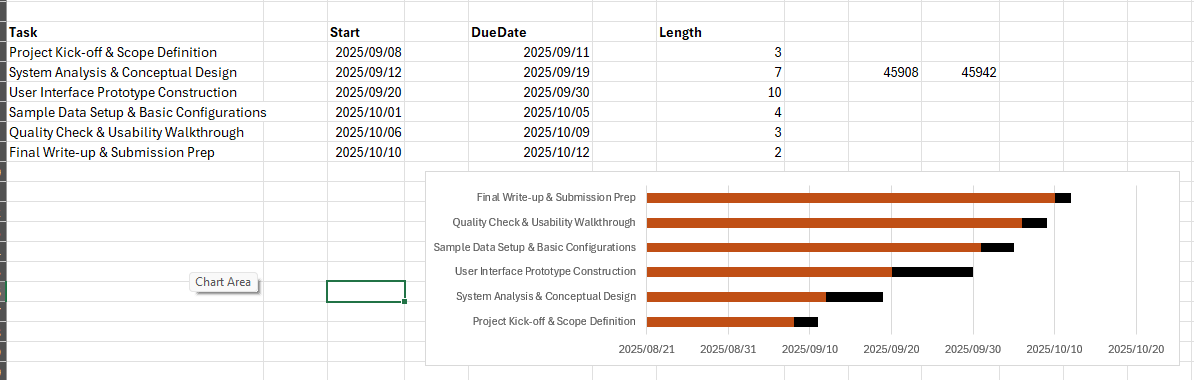 Task Start DueDate Length
Project Kick-off & Scope Definition 2025/09/08 2025/09/11 3
System Analysis & Conceptual Design 2025/09/12 2025/09/19 7 45908 45942
User Interface Prototype Construction 2025/09/20 2025/09/30 10
Sample Data Setup & Basic Configurations 2025/10/01 2025/10/05 4
Quality Check & Usability Walkthrough 2025/10/06 2025/10/09 3
Final Write-up & Submission Prep 2025/10/10 2025/10/12 2
Final Write-up & Submission Prep
Quality Check & Usability Walkthrough
Sample Data Setup & Basic Configurations
User Interface Prototype Construction
Chart Area
System Analysis & Conceptual Design
Project Kick-off & Scope Definition
2025/08/21 2025/08/31 2025/09/10 2025/09/20 2025/09/30 2025/10/10 2025/10/20